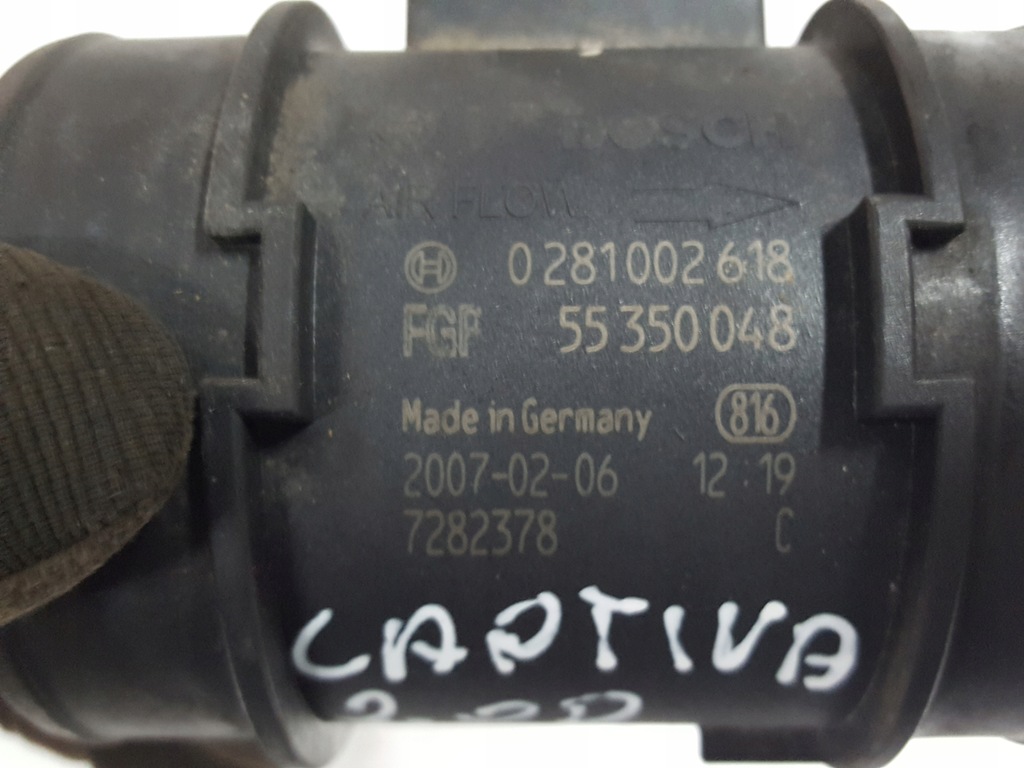 BOSCH
AIR FLOW
0 281 002 618
FGP 55 350 048
Made in Germany 816
2007-02-06 12:19
7282378 C
CAPTIVA